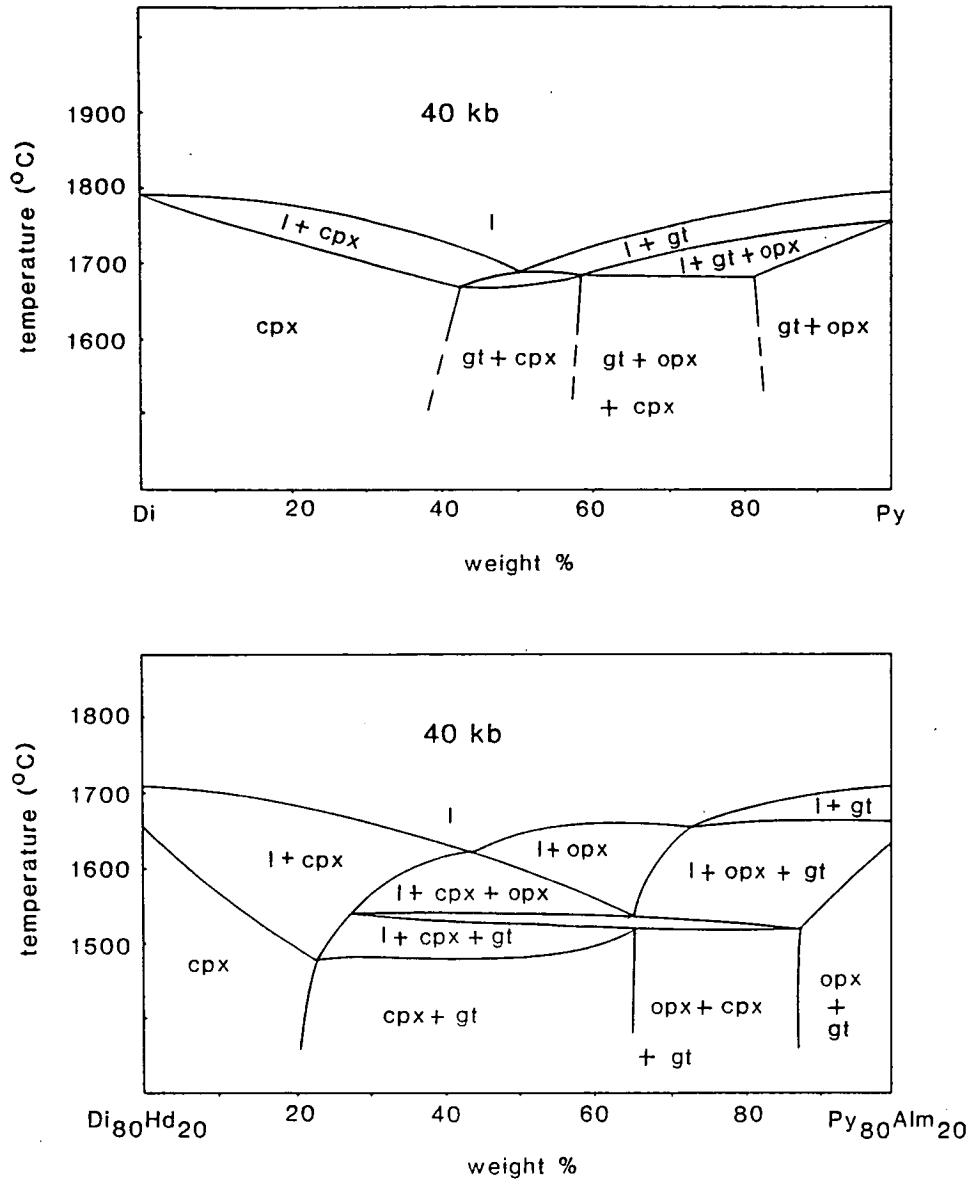 40 kb
temperature (°C)
1900
1800
1700
1600
l
l + cpx
l + gt
l + gt + opx
cpx
gt + cpx
gt + opx
+ cpx
gt + opx
Di
20
40
60
80
Py
weight %
40 kb
temperature (°C)
1800
1700
1600
1500
l
l + gt
l + cpx
l + opx
l + opx + gt
l + cpx + opx
l + cpx + gt
cpx
cpx + gt
opx + cpx
+ gt
opx
+
gt
Di80Hd20
20
40
60
80
Py80Alm20
weight %